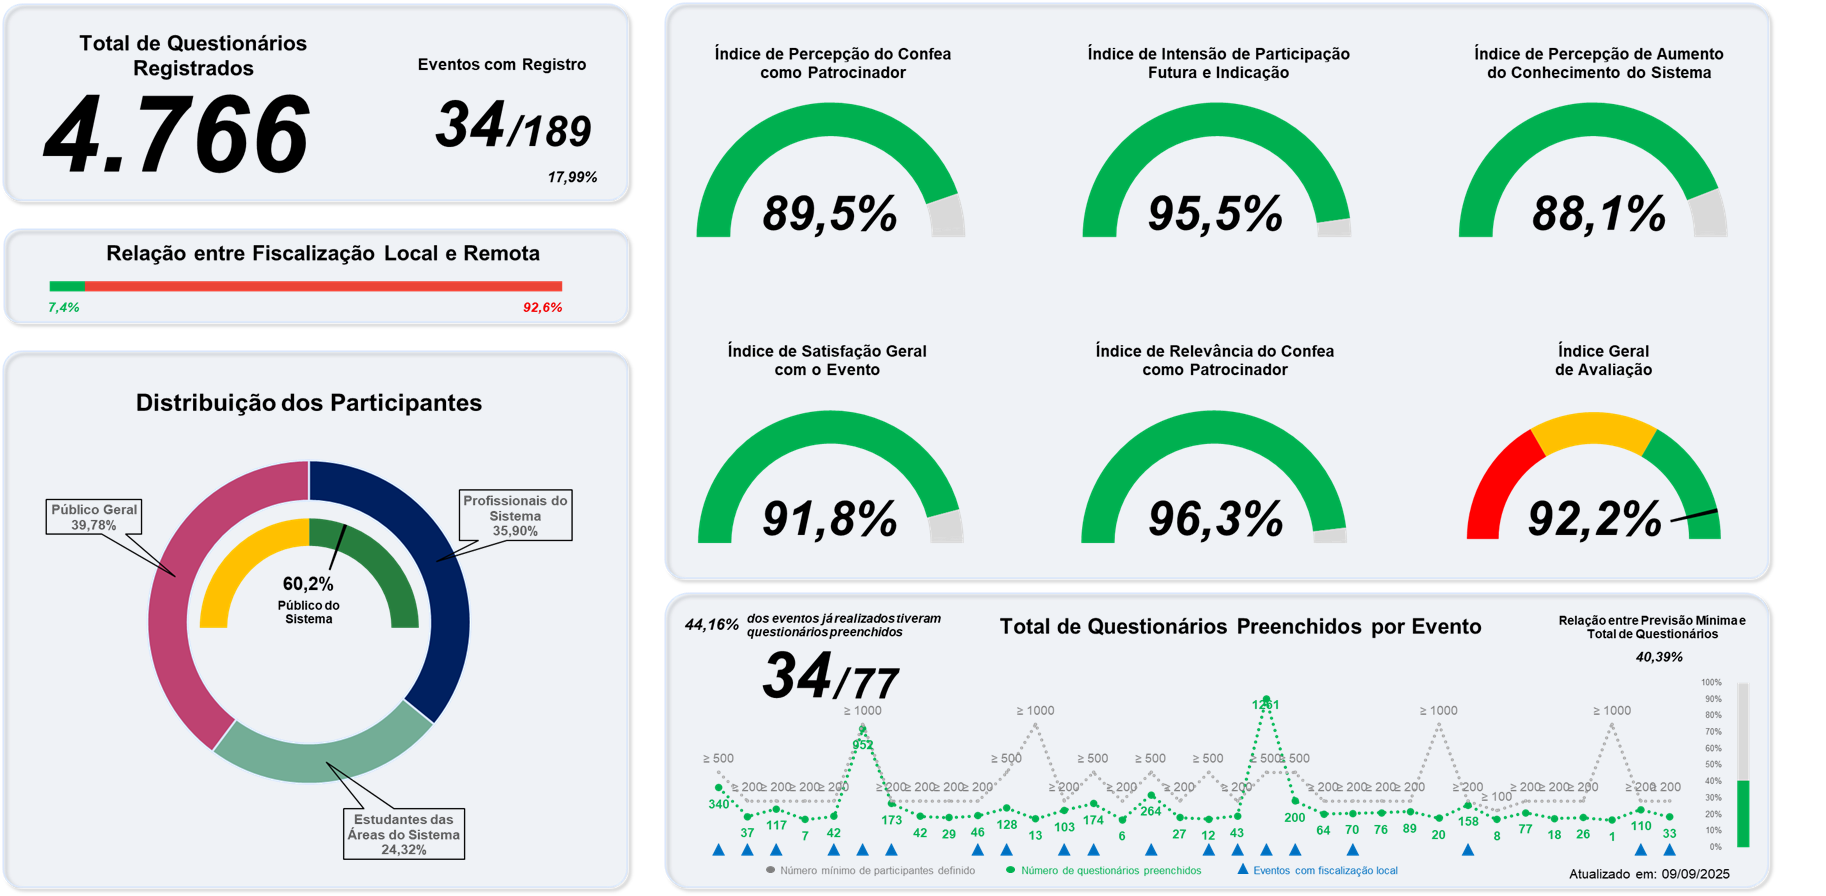 Total de Questionários
Registrados
4.766
Eventos com Registro
34/189
17,99%
Relação entre Fiscalização Local e Remota
7,4%
92,6%
Distribuição dos Participantes
Público Geral
39,78%
Profissionais do
Sistema
35,90%
60,2%
Público do
Sistema
Estudantes das
Áreas do Sistema
24,32%
Índice de Percepção do Confea
como Patrocinador
89,5%
Índice de Intensão de Participação
Futura e Indicação
95,5%
Índice de Percepção de Aumento
do Conhecimento do Sistema
88,1%
Índice de Satisfação Geral
com o Evento
91,8%
Índice de Relevância do Confea
como Patrocinador
96,3%
Índice Geral
de Avaliação
92,2%
44,16% dos eventos já realizados tiveram
questionários preenchidos
34/77
Total de Questionários Preenchidos por Evento
Relação entre Previsão Mínima e
Total de Questionários
40,39%
100%
90%
80%
70%
60%
50%
40%
30%
20%
10%
0%
≥ 1000 ≥ 1000 ≥ 1000 ≥ 1000
≥ 500 ≥ 500 ≥ 500 ≥ 500 ≥ 500 ≥ 500 ≥ 500
≥ 200 ≥ 200 ≥ 200 ≥ 200 ≥ 200 ≥ 200 ≥ 200 ≥ 200 ≥ 200 ≥ 200 ≥ 200 ≥ 200 ≥ 200 ≥ 200 ≥ 200 ≥ 200 ≥ 200 ≥ 200 ≥ 200 ≥ 200 ≥ 200 ≥ 200
≥ 100
340 37 117 7 42 952 173 42 29 46 128 13 103 174 6 264 27 12 43 1261 200 64 70 76 89 20 158 8 77 18 26 1 110 33
Número mínimo de participantes definido
Número de questionários preenchidos
Eventos com fiscalização local
Atualizado em: 09/09/2025